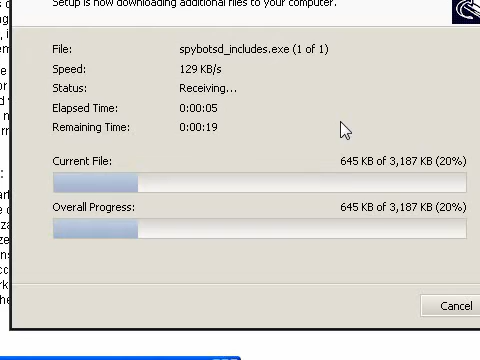 Setup is now downloading additional files to your computer.
File: spybotsd_includes.exe (1 of 1)
Speed: 129 KB/s
Status: Receiving...
Elapsed Time: 0:00:05
Remaining Time: 0:00:19
Current File: 645 KB of 3,187 KB (20%)
Overall Progress: 645 KB of 3,187 KB (20%)
Cancel